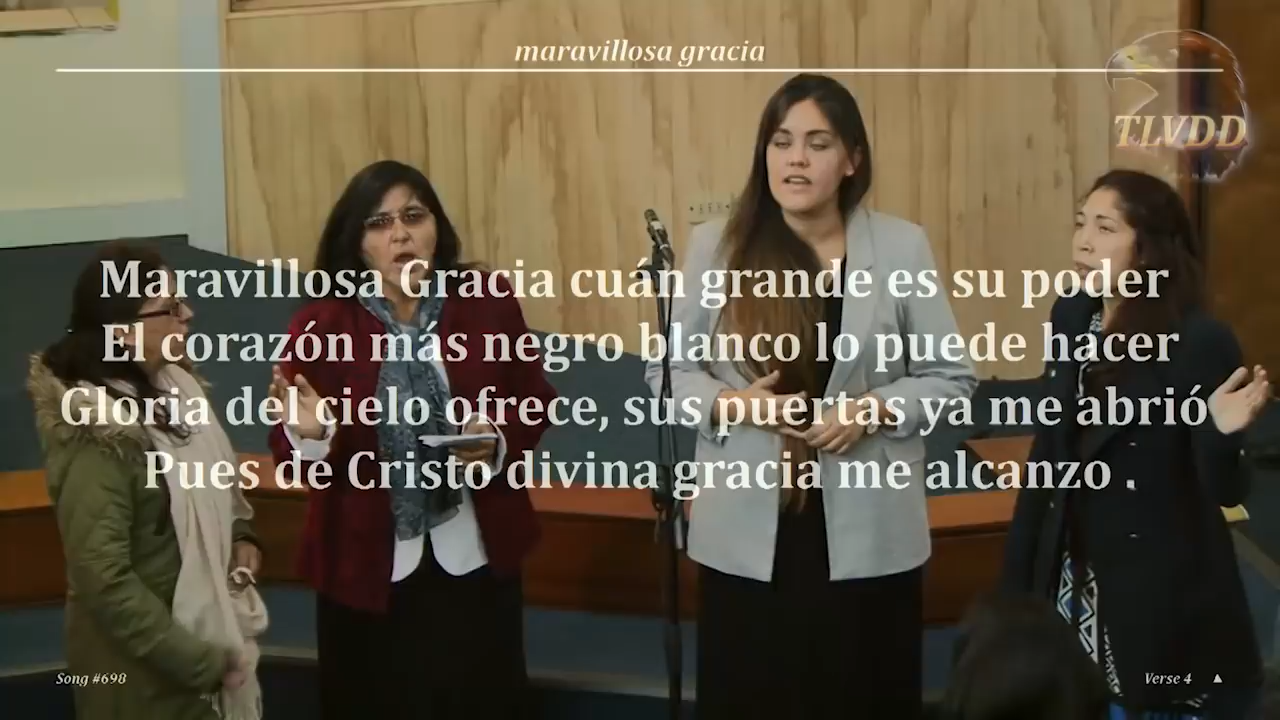 maravillosa gracia
TLVDD
Maravillosa Gracia cuán grande es su poder
El corazón más negro blanco lo puede hacer
Gloria del cielo ofrece, sus puertas ya me abrió
Pues de Cristo divina gracia me alcanzo .
Song #698
Verse 4